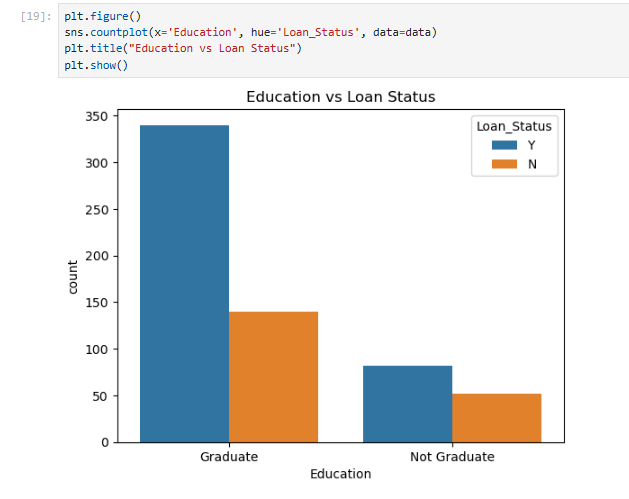 [19]: plt.figure()
sns.countplot(x='Education', hue='Loan_Status', data=data)
plt.title("Education vs Loan Status")
plt.show()
Education vs Loan Status
Loan_Status
Y
N
350
300
250
200
150
100
50
0
count
Graduate
Not Graduate
Education